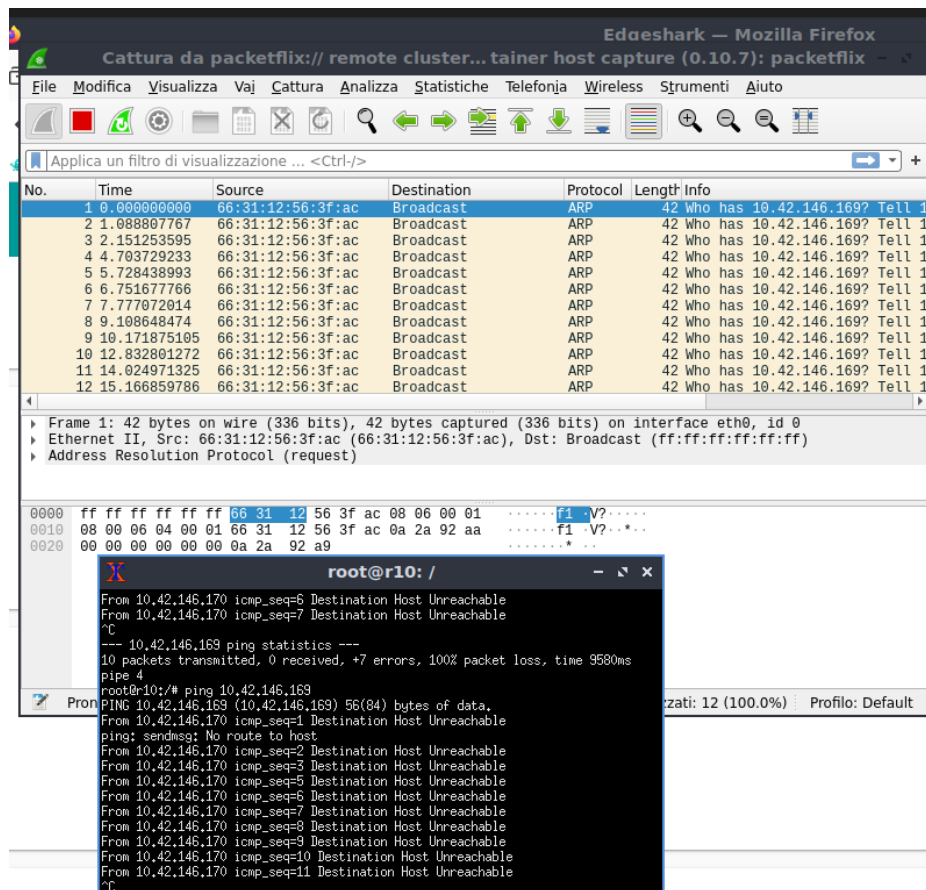 Edgeshark — Mozilla Firefox
Cattura da packetflix:// remote cluster… tainer host capture (0.10.7): packetflix
File Modifica Visualizza Vai Cattura Analizza Statistiche Telefonia Wireless Strumenti Aiuto
Applica un filtro di visualizzazione … <Ctrl-/>
No. Time Source Destination Protocol Length Info
1 0.000000000 66:31:12:56:3f:ac Broadcast ARP 42 Who has 10.42.146.169? Tell 1
2 1.088807767 66:31:12:56:3f:ac Broadcast ARP 42 Who has 10.42.146.169? Tell 1
3 2.151253595 66:31:12:56:3f:ac Broadcast ARP 42 Who has 10.42.146.169? Tell 1
4 4.703729233 66:31:12:56:3f:ac Broadcast ARP 42 Who has 10.42.146.169? Tell 1
5 5.728438993 66:31:12:56:3f:ac Broadcast ARP 42 Who has 10.42.146.169? Tell 1
6 6.751677766 66:31:12:56:3f:ac Broadcast ARP 42 Who has 10.42.146.169? Tell 1
7 7.777072014 66:31:12:56:3f:ac Broadcast ARP 42 Who has 10.42.146.169? Tell 1
8 9.108648474 66:31:12:56:3f:ac Broadcast ARP 42 Who has 10.42.146.169? Tell 1
9 10.171875105 66:31:12:56:3f:ac Broadcast ARP 42 Who has 10.42.146.169? Tell 1
10 12.832801272 66:31:12:56:3f:ac Broadcast ARP 42 Who has 10.42.146.169? Tell 1
11 14.024971325 66:31:12:56:3f:ac Broadcast ARP 42 Who has 10.42.146.169? Tell 1
12 15.166859786 66:31:12:56:3f:ac Broadcast ARP 42 Who has 10.42.146.169? Tell 1
Frame 1: 42 bytes on wire (336 bits), 42 bytes captured (336 bits) on interface eth0, id 0
Ethernet II, Src: 66:31:12:56:3f:ac (66:31:12:56:3f:ac), Dst: Broadcast (ff:ff:ff:ff:ff:ff)
Address Resolution Protocol (request)
0000 ff ff ff ff ff ff 66 31 12 56 3f ac 08 06 00 01 ······f1 ·V?·····
0010 08 00 06 04 00 01 66 31 12 56 3f ac 0a 2a 92 aa ······f1 ·V?··*··
0020 00 00 00 00 00 00 0a 2a 92 a9 ·······* ··
root@r10: /
From 10.42.146.170 icmp_seq=6 Destination Host Unreachable
From 10.42.146.170 icmp_seq=7 Destination Host Unreachable
^C
--- 10.42.146.169 ping statistics ---
10 packets transmitted, 0 received, +7 errors, 100% packet loss, time 9580ms
pipe 4
root@r10:/# ping 10.42.146.169
PING 10.42.146.169 (10.42.146.169) 56(84) bytes of data.
From 10.42.146.170 icmp_seq=1 Destination Host Unreachable
ping: sendmsg: No route to host
From 10.42.146.170 icmp_seq=2 Destination Host Unreachable
From 10.42.146.170 icmp_seq=3 Destination Host Unreachable
From 10.42.146.170 icmp_seq=5 Destination Host Unreachable
From 10.42.146.170 icmp_seq=6 Destination Host Unreachable
From 10.42.146.170 icmp_seq=7 Destination Host Unreachable
From 10.42.146.170 icmp_seq=8 Destination Host Unreachable
From 10.42.146.170 icmp_seq=9 Destination Host Unreachable
From 10.42.146.170 icmp_seq=10 Destination Host Unreachable
From 10.42.146.170 icmp_seq=11 Destination Host Unreachable
^C
Pron
zzati: 12 (100.0%) Profilo: Default